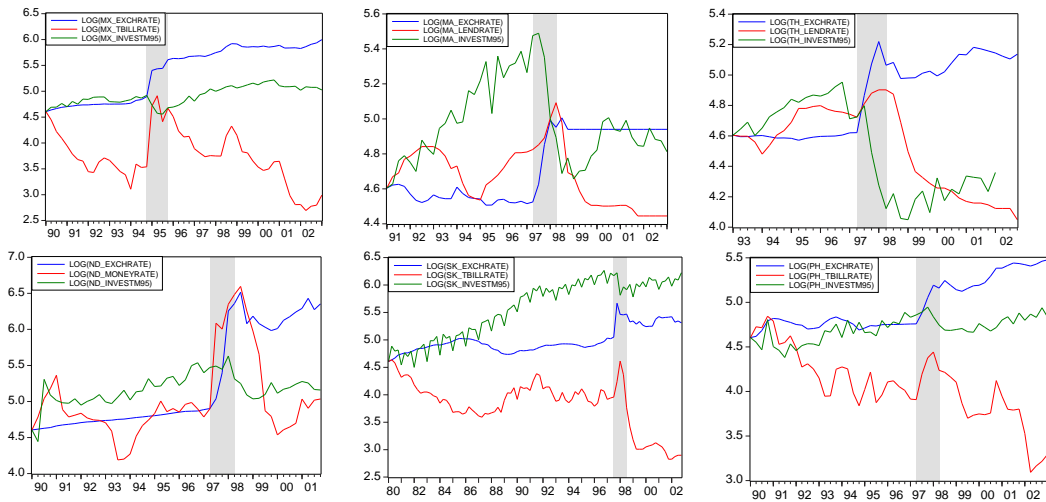 LOG(MX_EXCHRATE)
LOG(MX_TBILLRATE)
LOG(MX_INVESTM95)
6.0
5.5
5.0
4.5
4.0
3.5
3.0
2.5
90 91 92 93 94 95 96 97 98 99 00 01 02
LOG(MA_EXCHRATE)
LOG(MA_LENDRATE)
LOG(MA_INVESTM95)
5.6
5.4
5.2
5.0
4.8
4.6
4.4
91 92 93 94 95 96 97 98 99 00 01 02
LOG(TH_EXCHRATE)
LOG(TH_LENDRATE)
LOG(TH_INVESTM95)
5.4
5.2
5.0
4.8
4.6
4.4
4.2
4.0
93 94 95 96 97 98 99 00 01 02
LOG(ND_EXCHRATE)
LOG(ND_MONEYRATE)
LOG(ND_INVESTM95)
7.0
6.5
6.0
5.5
5.0
4.5
4.0
90 91 92 93 94 95 96 97 98 99 00 01
LOG(SK_EXCHRATE)
LOG(SK_TBILLRATE)
LOG(SK_INVESTM95)
6.5
6.0
5.5
5.0
4.5
4.0
3.5
3.0
2.5
80 82 84 86 88 90 92 94 96 98 00 02
LOG(PH_EXCHRATE)
LOG(PH_TBILLRATE)
LOG(PH_INVESTM95)
5.5
5.0
4.5
4.0
3.5
3.0
90 91 92 93 94 95 96 97 98 99 00 01 02